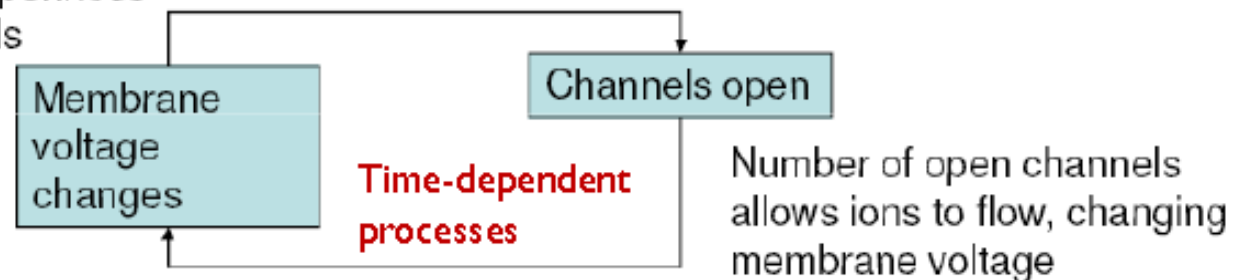 Membrane
voltage
changes
Channels open
Time-dependent
processes
Number of open channels
allows ions to flow, changing
membrane voltage